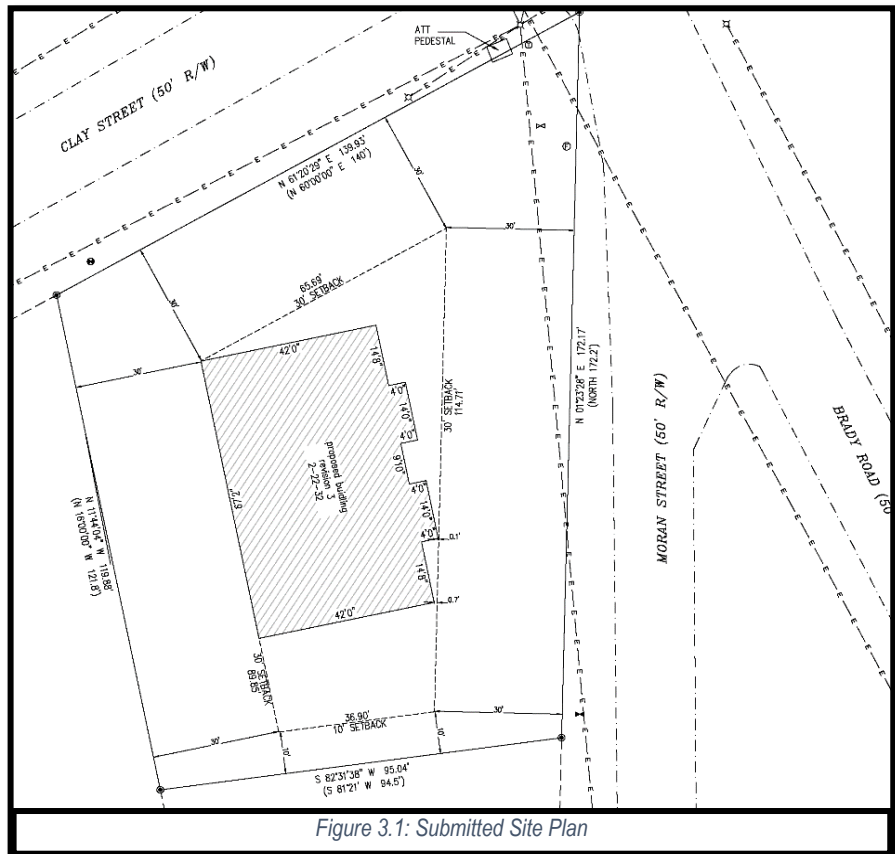 ATT
PEDESTAL
CLAY STREET (50' R/W)
N 61°20'29" E 139.93'
(N 60°00'00" E 140')
30'
30'
30'
65.69'
30' SETBACK
30'
42'0"
14'8"
4'0"
14'0"
4'0"
9'10"
4'0"
14'0"
4'0"
14'8"
0.1'
0.7'
67'2"
proposed building
revision 3
2-22-32
42'0"
30' SETBACK
114.71'
N 01°23'28" E 172.17'
(NORTH 172.2')
MORAN STREET (50' R/W)
BRADY ROAD (50
N 11°44'04" W 119.88'
(N 16°00'00" W 121.8')
30' SETBACK
89.85'
36.90'
10' SETBACK
30'
30'
10'
10'
S 82°31'38" W 95.04'
(S 81°21' W 94.5')
E E E E E E
F
Figure 3.1: Submitted Site Plan